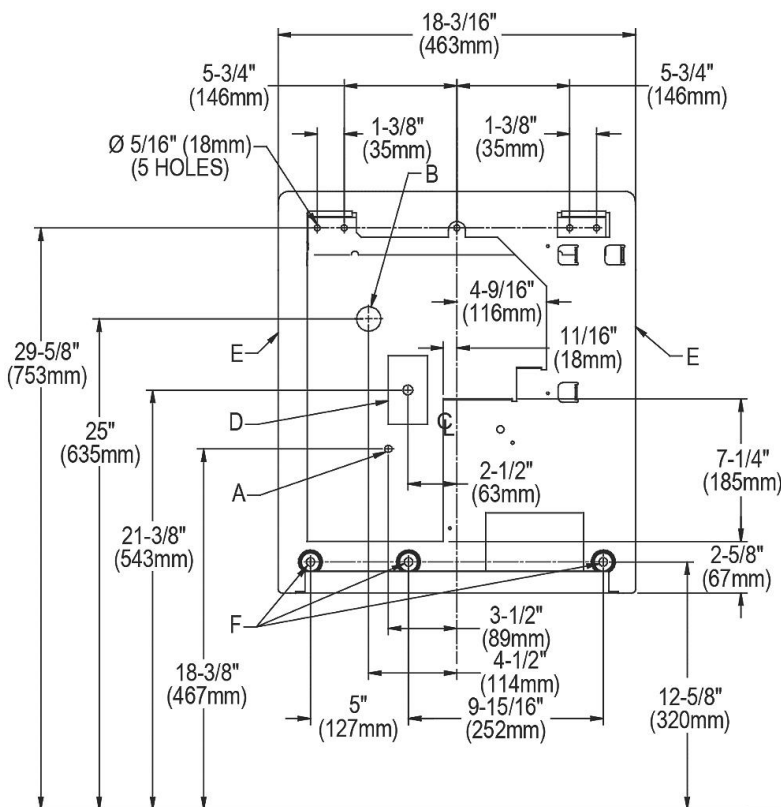 18-3/16"
(463mm)
5-3/4"
(146mm)
5-3/4"
(146mm)
1-3/8"
(35mm)
1-3/8"
(35mm)
Ø 5/16" (18mm)
(5 HOLES)
B
4-9/16"
(116mm)
11/16"
(18mm)
E
E
29-5/8"
(753mm)
25"
(635mm)
D
CL
A
2-1/2"
(63mm)
7-1/4"
(185mm)
21-3/8"
(543mm)
2-5/8"
(67mm)
F
3-1/2"
(89mm)
18-3/8"
(467mm)
4-1/2"
(114mm)
12-5/8"
(320mm)
5"
(127mm)
9-15/16"
(252mm)